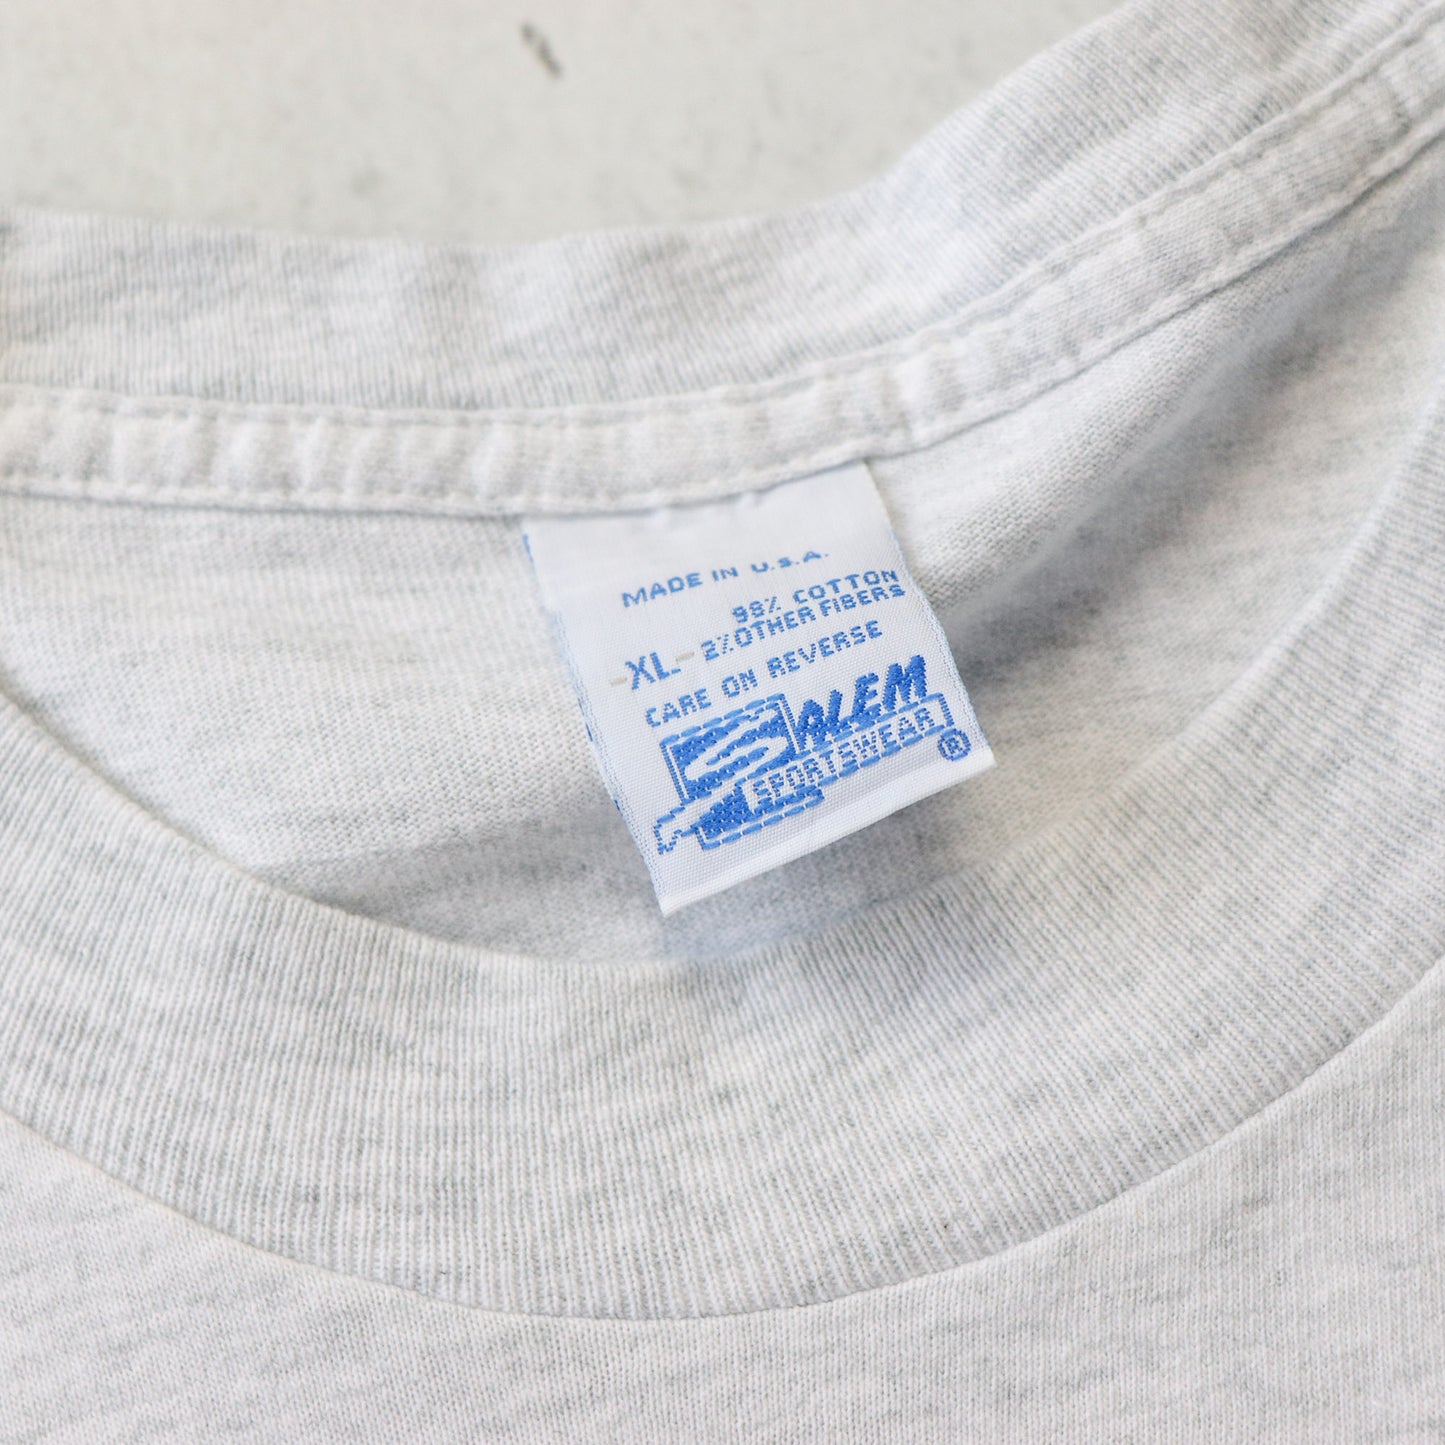 MADE IN U.S.A.
98% COTTON
-XL- 2% OTHER FIBERS
CARE ON REVERSE
SALEM
SPORTSWEAR ®